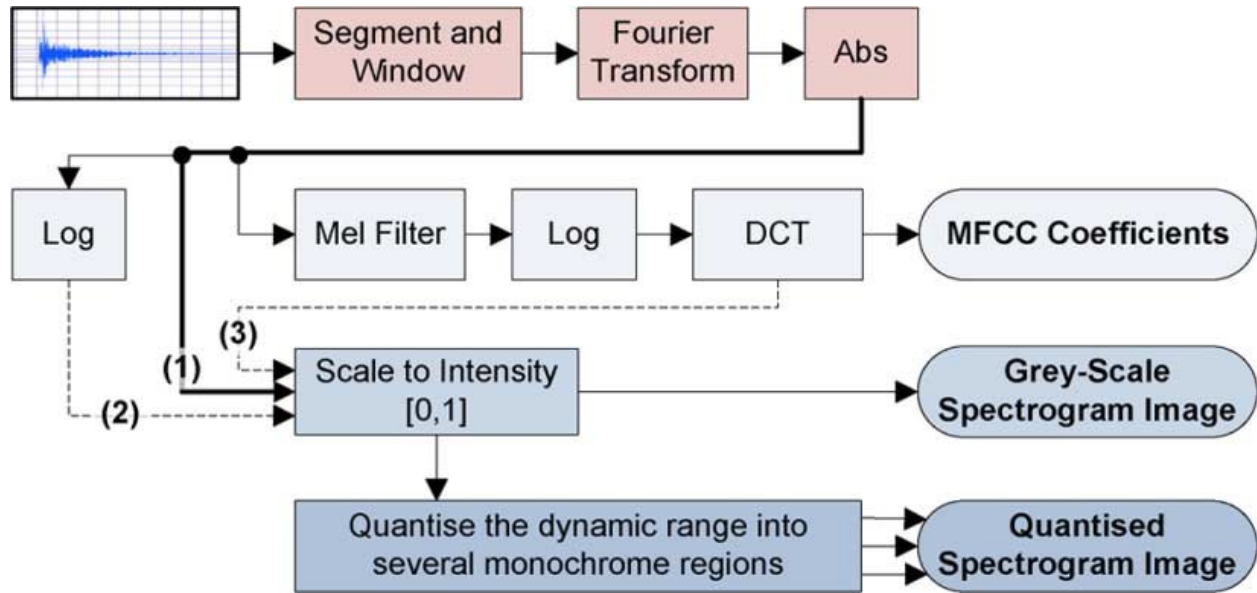 Segment and
Window
Fourier
Transform
Abs
Log
Mel Filter
Log
DCT
MFCC Coefficients
(3)
(1)
(2)
Scale to Intensity
[0,1]
Grey-Scale
Spectrogram Image
Quantise the dynamic range into
several monochrome regions
Quantised
Spectrogram Image